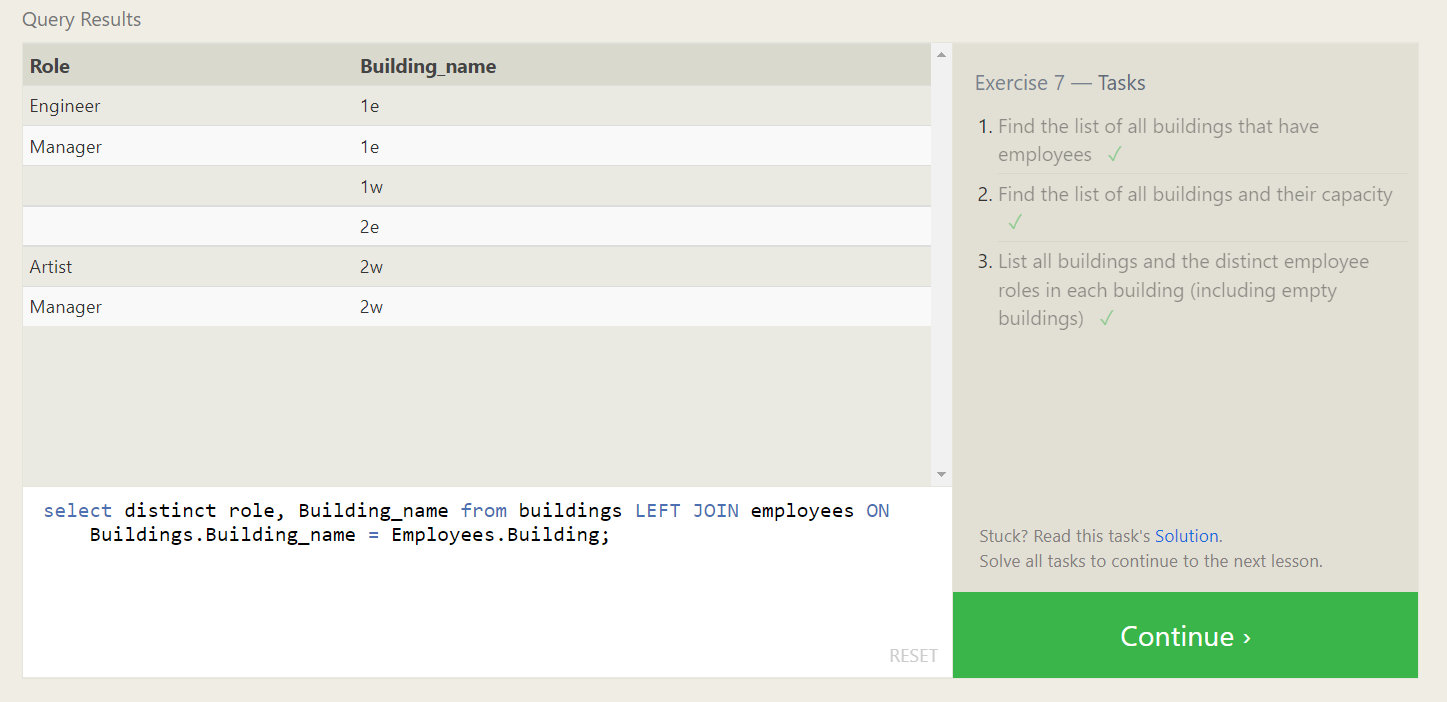 Query Results
Role Building_name
Engineer 1e
Manager 1e
1w
2e
Artist 2w
Manager 2w
select distinct role, Building_name from buildings LEFT JOIN employees ON
Buildings.Building_name = Employees.Building;
RESET
Exercise 7 — Tasks
1. Find the list of all buildings that have
employees ✓
2. Find the list of all buildings and their capacity
✓
3. List all buildings and the distinct employee
roles in each building (including empty
buildings) ✓
Stuck? Read this task's Solution.
Solve all tasks to continue to the next lesson.
Continue ›